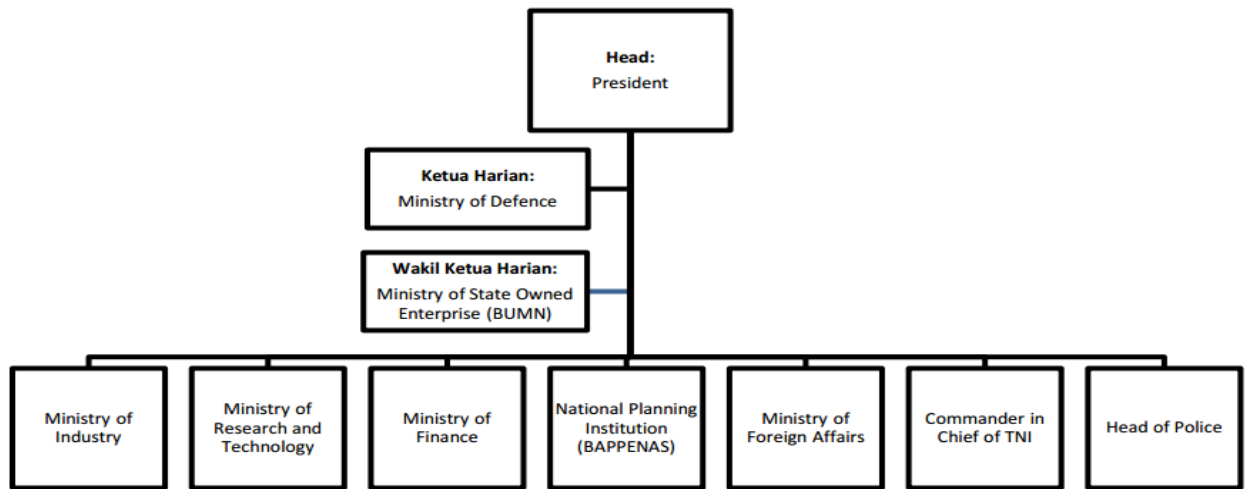 Head:
President
Ketua Harian:
Ministry of Defence
Wakil Ketua Harian:
Ministry of State Owned
Enterprise (BUMN)
Ministry of
Industry
Ministry of
Research and
Technology
Ministry of
Finance
National Planning
Institution
(BAPPENAS)
Ministry of
Foreign Affairs
Commander in
Chief of TNI
Head of Police